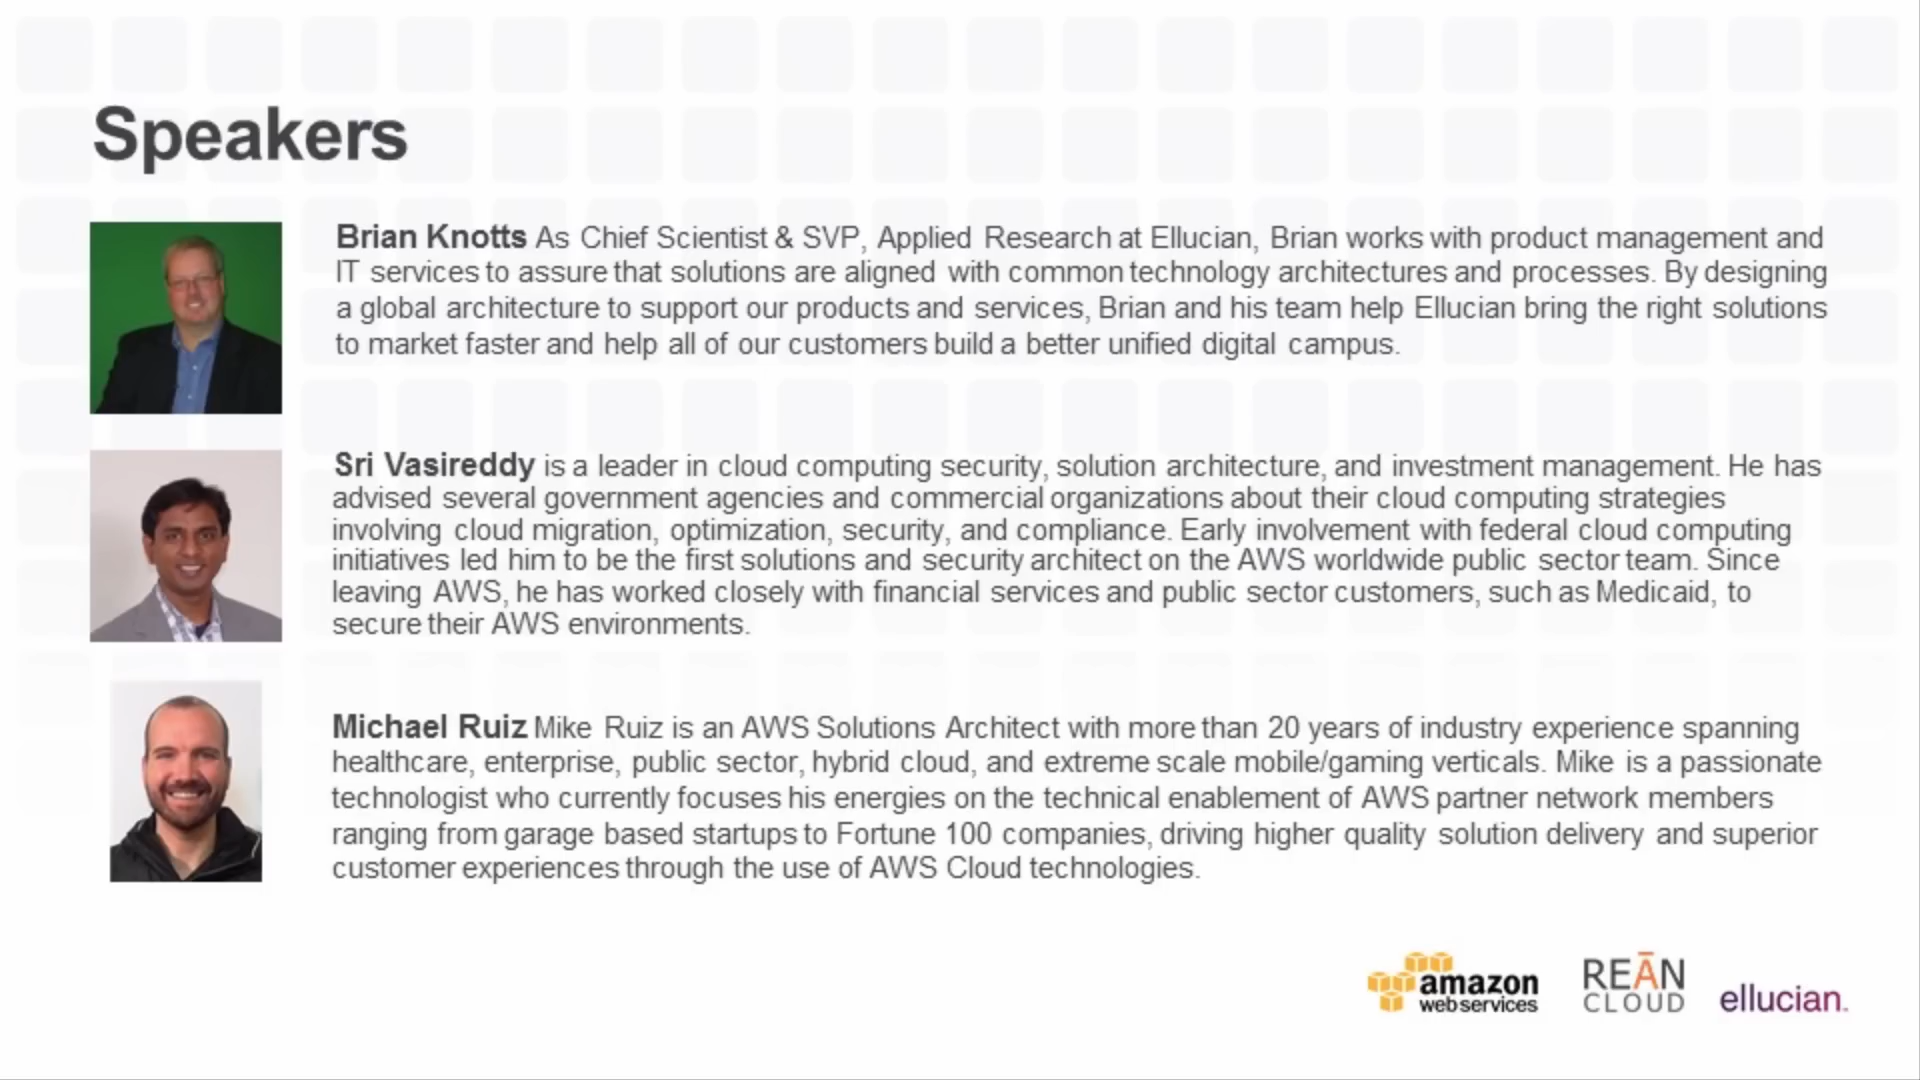 Speakers
Brian Knotts As Chief Scientist & SVP, Applied Research at Ellucian, Brian works with product management and
IT services to assure that solutions are aligned with common technology architectures and processes. By designing
a global architecture to support our products and services, Brian and his team help Ellucian bring the right solutions
to market faster and help all of our customers build a better unified digital campus.
Sri Vasireddy is a leader in cloud computing security, solution architecture, and investment management. He has
advised several government agencies and commercial organizations about their cloud computing strategies
involving cloud migration, optimization, security, and compliance. Early involvement with federal cloud computing
initiatives led him to be the first solutions and security architect on the AWS worldwide public sector team. Since
leaving AWS, he has worked closely with financial services and public sector customers, such as Medicaid, to
secure their AWS environments.
Michael Ruiz Mike Ruiz is an AWS Solutions Architect with more than 20 years of industry experience spanning
healthcare, enterprise, public sector, hybrid cloud, and extreme scale mobile/gaming verticals. Mike is a passionate
technologist who currently focuses his energies on the technical enablement of AWS partner network members
ranging from garage based startups to Fortune 100 companies, driving higher quality solution delivery and superior
customer experiences through the use of AWS Cloud technologies.
amazon
web services
REĀN
CLOUD
ellucian.